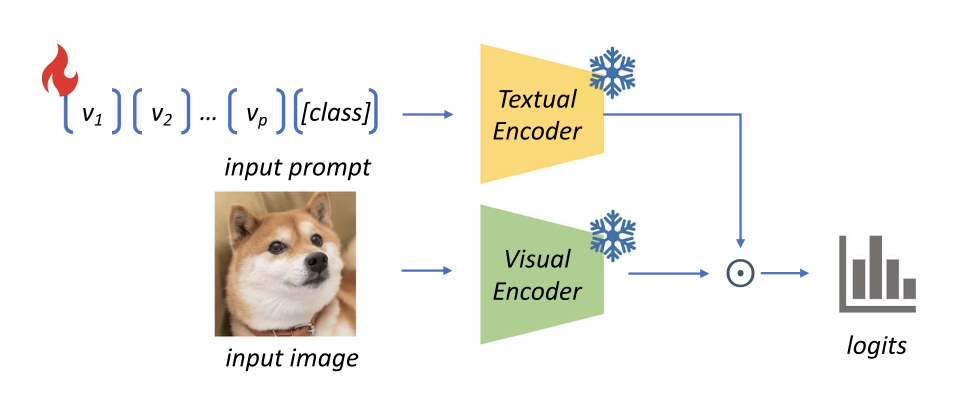 [v1] [v2] ... [vp] [[class]]
input prompt
Textual
Encoder
input image
Visual
Encoder
logits